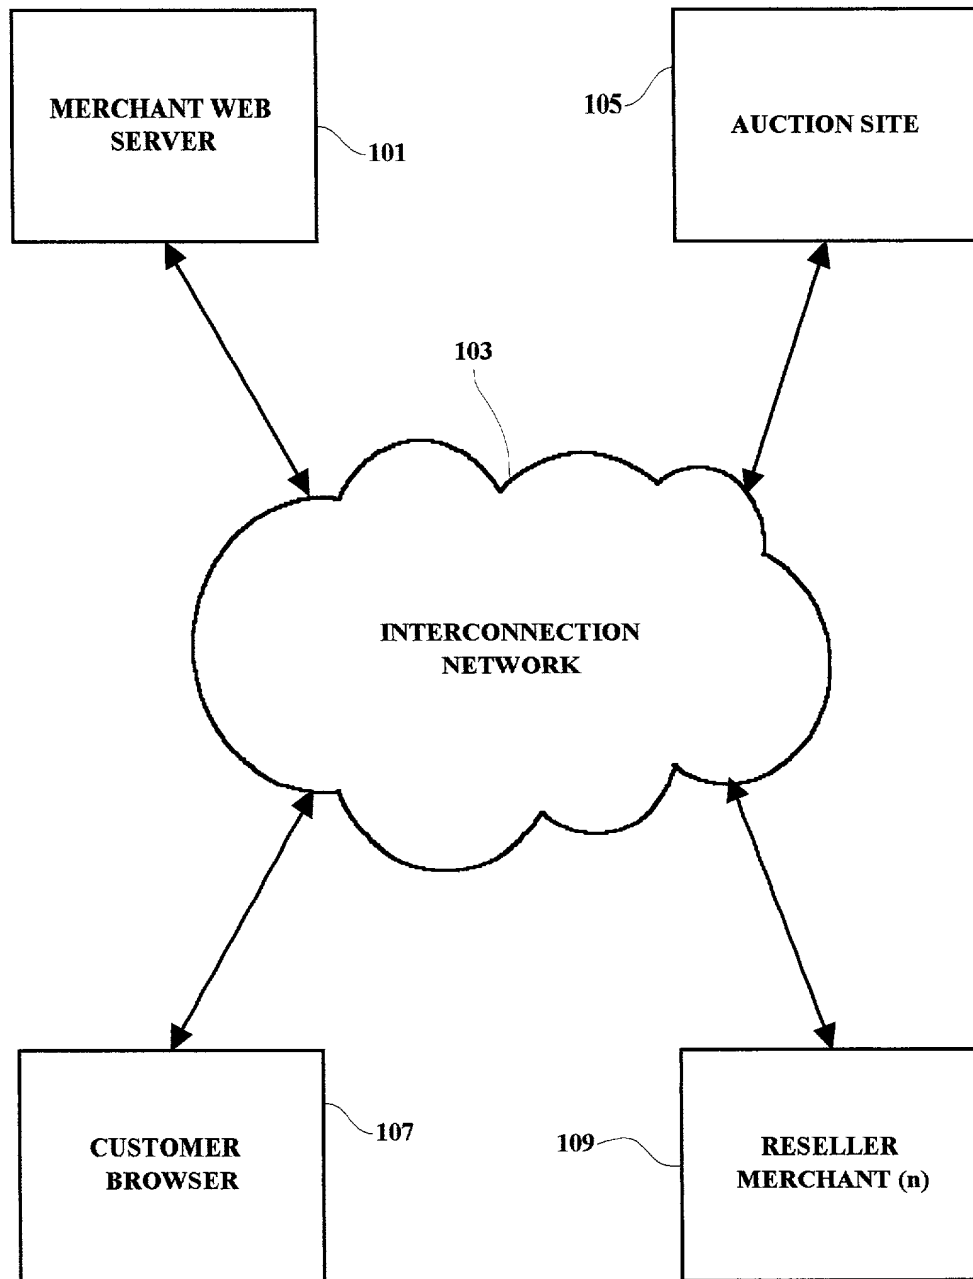 MERCHANT WEB
SERVER
101
105
AUCTION SITE
103
INTERCONNECTION
NETWORK
CUSTOMER
BROWSER
107
109
RESELLER
MERCHANT (n)